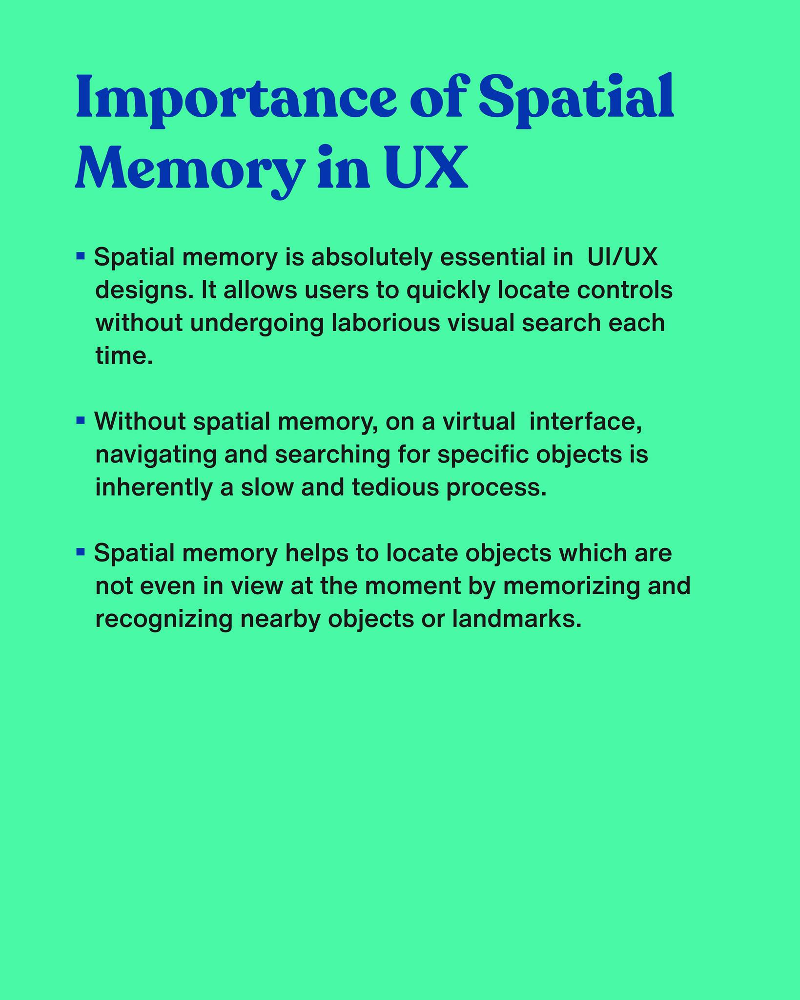 Importance of Spatial
Memory in UX
▪ Spatial memory is absolutely essential in  UI/UX
designs. It allows users to quickly locate controls
without undergoing laborious visual search each
time.
▪ Without spatial memory, on a virtual  interface,
navigating and searching for specific objects is
inherently a slow and tedious process.
▪ Spatial memory helps to locate objects which are
not even in view at the moment by memorizing and
recognizing nearby objects or landmarks.